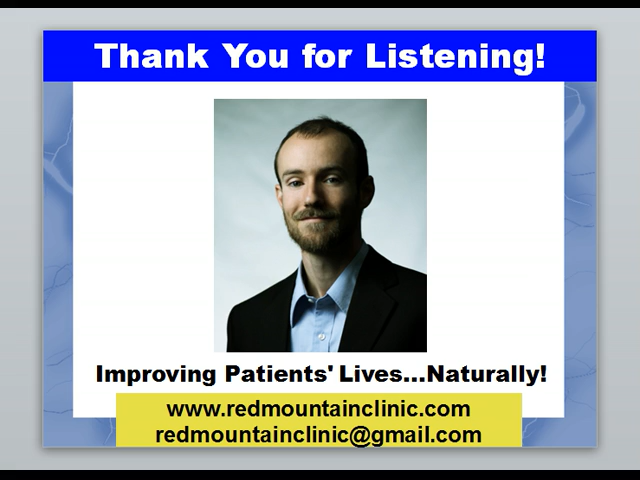 Thank You for Listening!
Improving Patients' Lives...Naturally!
www.redmountainclinic.com
redmountainclinic@gmail.com